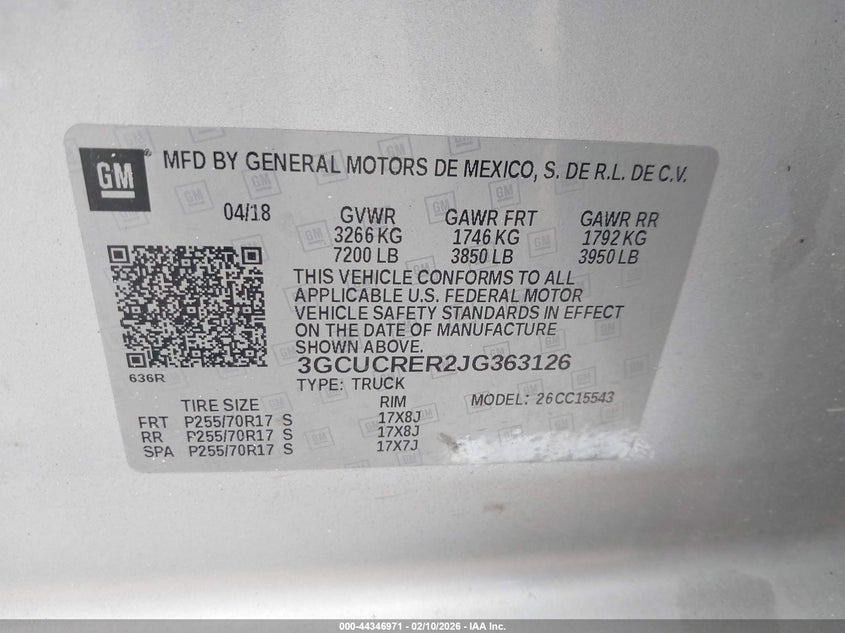 GM
MFD BY GENERAL MOTORS DE MEXICO, S. DE R.L. DE C.V.
04/18 GVWR GAWR FRT GAWR RR
3266 KG 1746 KG 1792 KG
7200 LB 3850 LB 3950 LB
THIS VEHICLE CONFORMS TO ALL
APPLICABLE U.S. FEDERAL MOTOR
VEHICLE SAFETY STANDARDS IN EFFECT
ON THE DATE OF MANUFACTURE
SHOWN ABOVE.
3GCUCRER2JG363126
636R
TYPE: TRUCK
TIRE SIZE RIM MODEL: 26CC15543
FRT P255/70R17 S 17X8J
RR P255/70R17 S 17X8J
SPA P255/70R17 S 17X7J
000-44346971 - 02/10/2026 - IAA Inc.